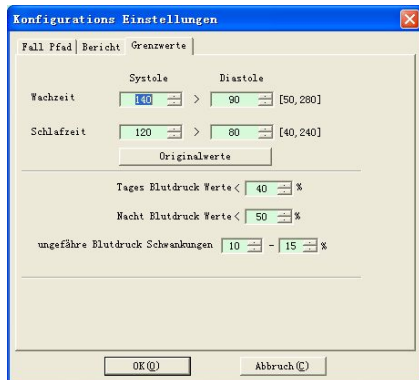 Konfigurations Einstellungen
Fall Pfad Bericht Grenzwerte
Systole Diastole
Wachzeit 140 > 90 [50,280]
Schlafzeit 120 > 80 [40,240]
Originalwerte
Tages Blutdruck Werte< 40 %
Nacht Blutdruck Werte< 50 %
ungefähre Blutdruck Schwankungen 10 - 15 %
OK(O) Abbruch(C)